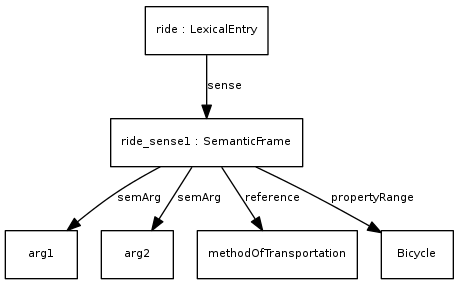 ride : LexicalEntry
sense
ride_sense1 : SemanticFrame
semArg
semArg
reference
propertyRange
arg1
arg2
methodOfTransportation
Bicycle